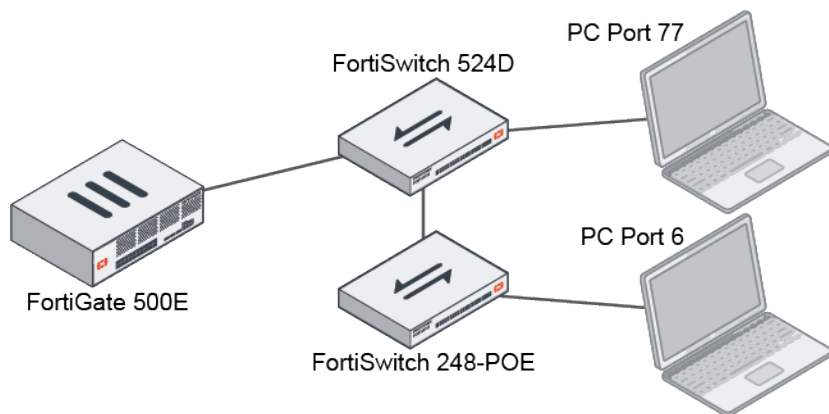 PC Port 77
FortiSwitch 524D
PC Port 6
FortiGate 500E
FortiSwitch 248-POE